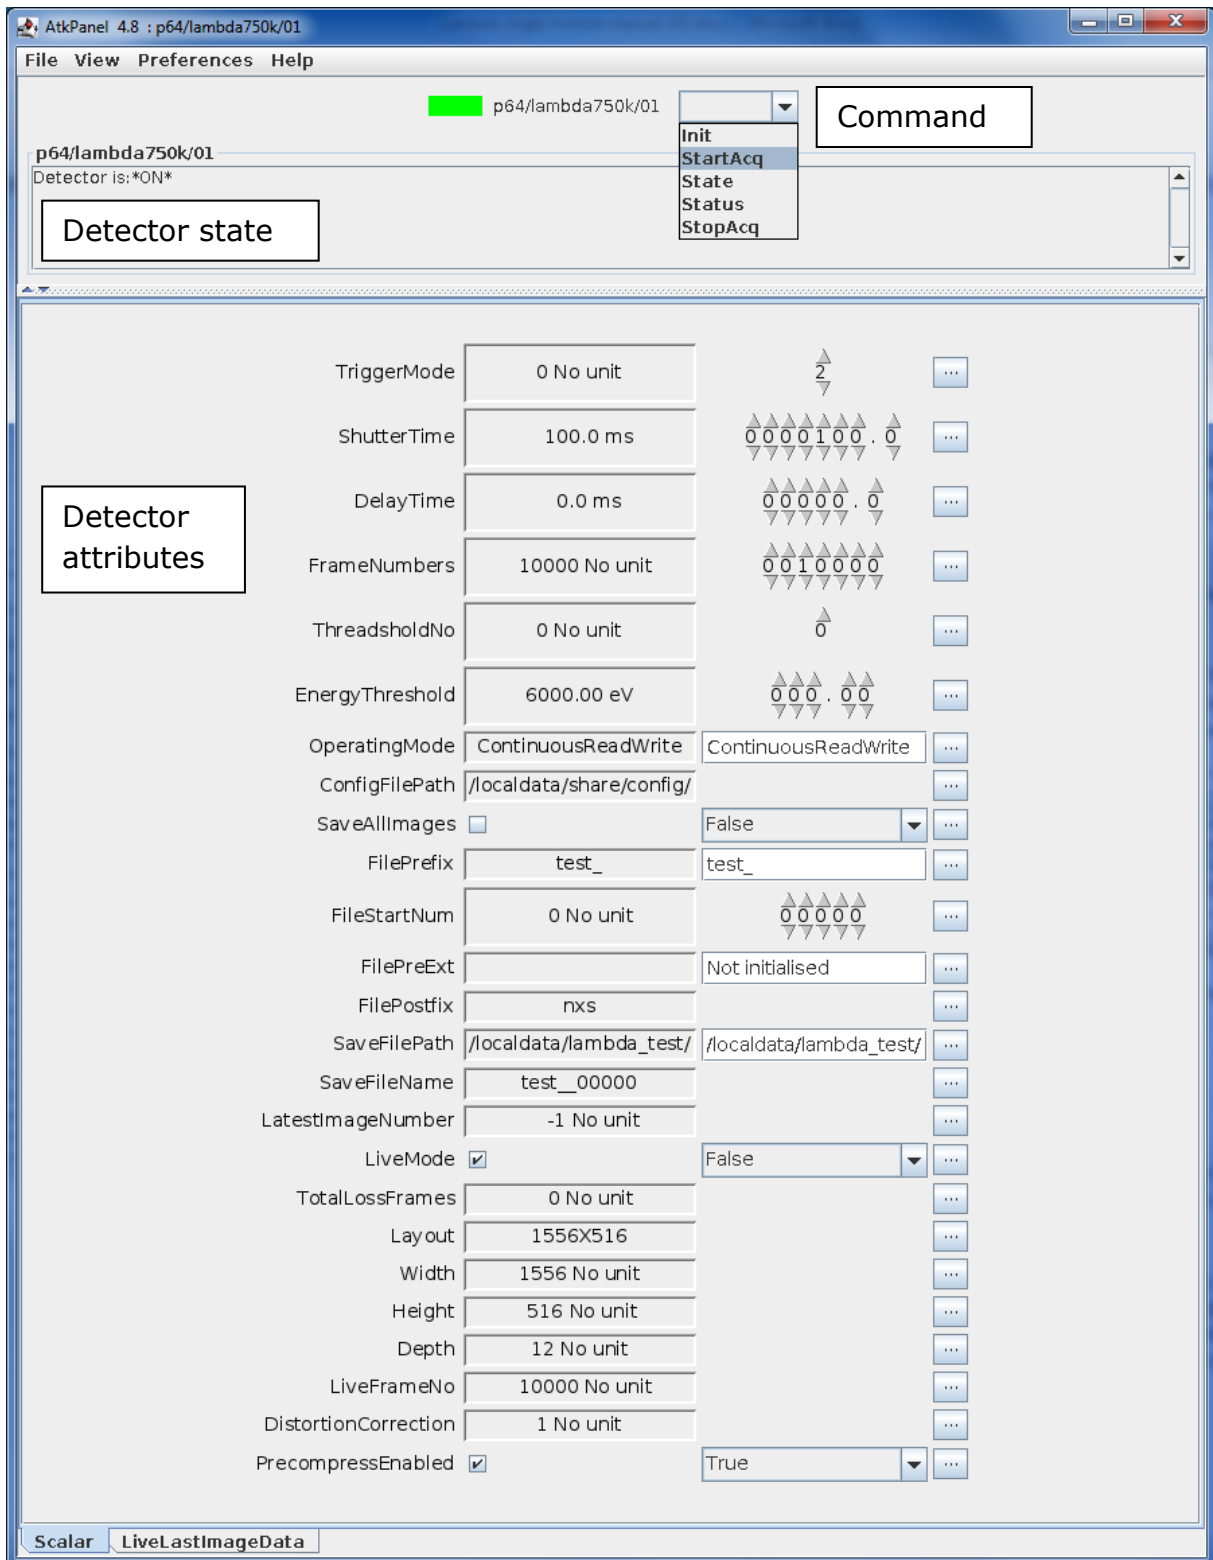 AtkPanel 4.8 : p64/lambda750k/01
File View Preferences Help
p64/lambda750k/01
Command
Init
StartAcq
State
Status
StopAcq
p64/lambda750k/01
Detector is:*ON*
Detector state
Detector
attributes
TriggerMode 0 No unit 2 ...
ShutterTime 100.0 ms 0000100.0 ...
DelayTime 0.0 ms 00000.0 ...
FrameNumbers 10000 No unit 0010000 ...
ThreadsholdNo 0 No unit 0 ...
EnergyThreshold 6000.00 eV 000.00 ...
OperatingMode ContinuousReadWrite ContinuousReadWrite ...
ConfigFilePath /localdata/share/config/ ...
SaveAllImages False ...
FilePrefix test_ test_ ...
FileStartNum 0 No unit 00000 ...
FilePreExt Not initialised ...
FilePostfix nxs ...
SaveFilePath /localdata/lambda_test/ /localdata/lambda_test/ ...
SaveFileName test__00000 ...
LatestImageNumber -1 No unit ...
LiveMode False ...
TotalLossFrames 0 No unit ...
Layout 1556X516 ...
Width 1556 No unit ...
Height 516 No unit ...
Depth 12 No unit ...
LiveFrameNo 10000 No unit ...
DistortionCorrection 1 No unit ...
PrecompressEnabled True ...
Scalar LiveLastImageData